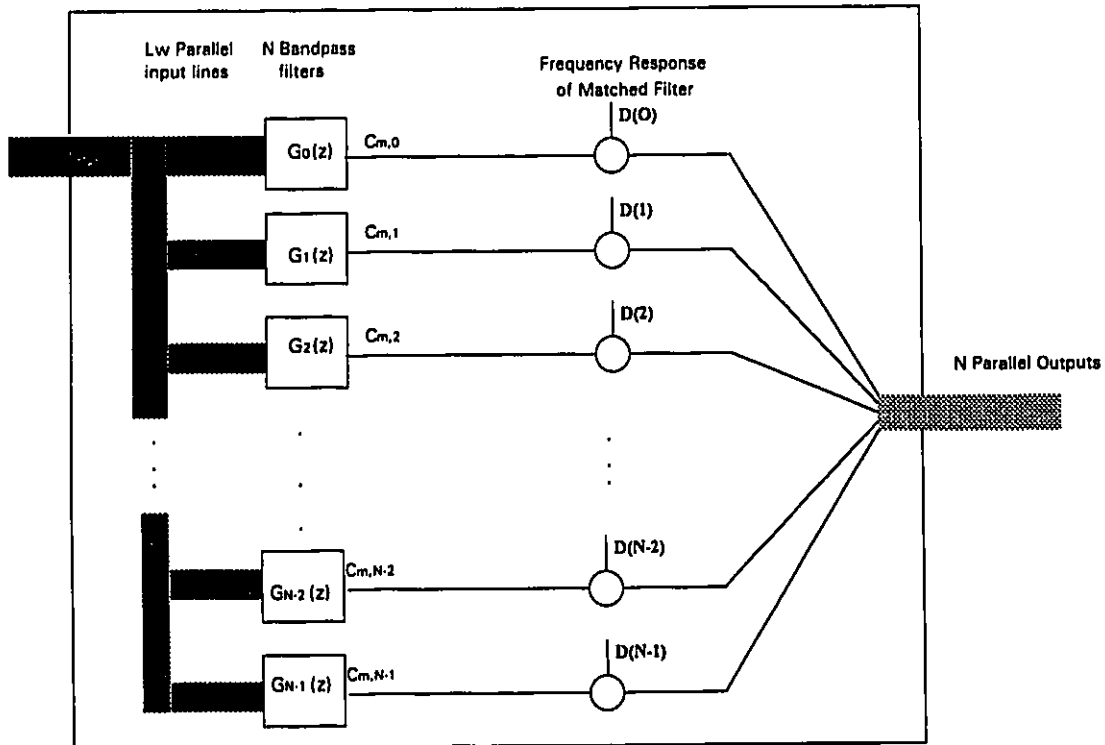 Lw Parallel
input lines
N Bandpass
filters
Frequency Response
of Matched Filter
D(O)
G0(z)
Cm,0
D(1)
G1(z)
Cm,1
D(2)
G2(z)
Cm,2
N Parallel Outputs
D(N-2)
GN-2(z)
Cm,N-2
D(N-1)
GN-1(z)
Cm,N-1